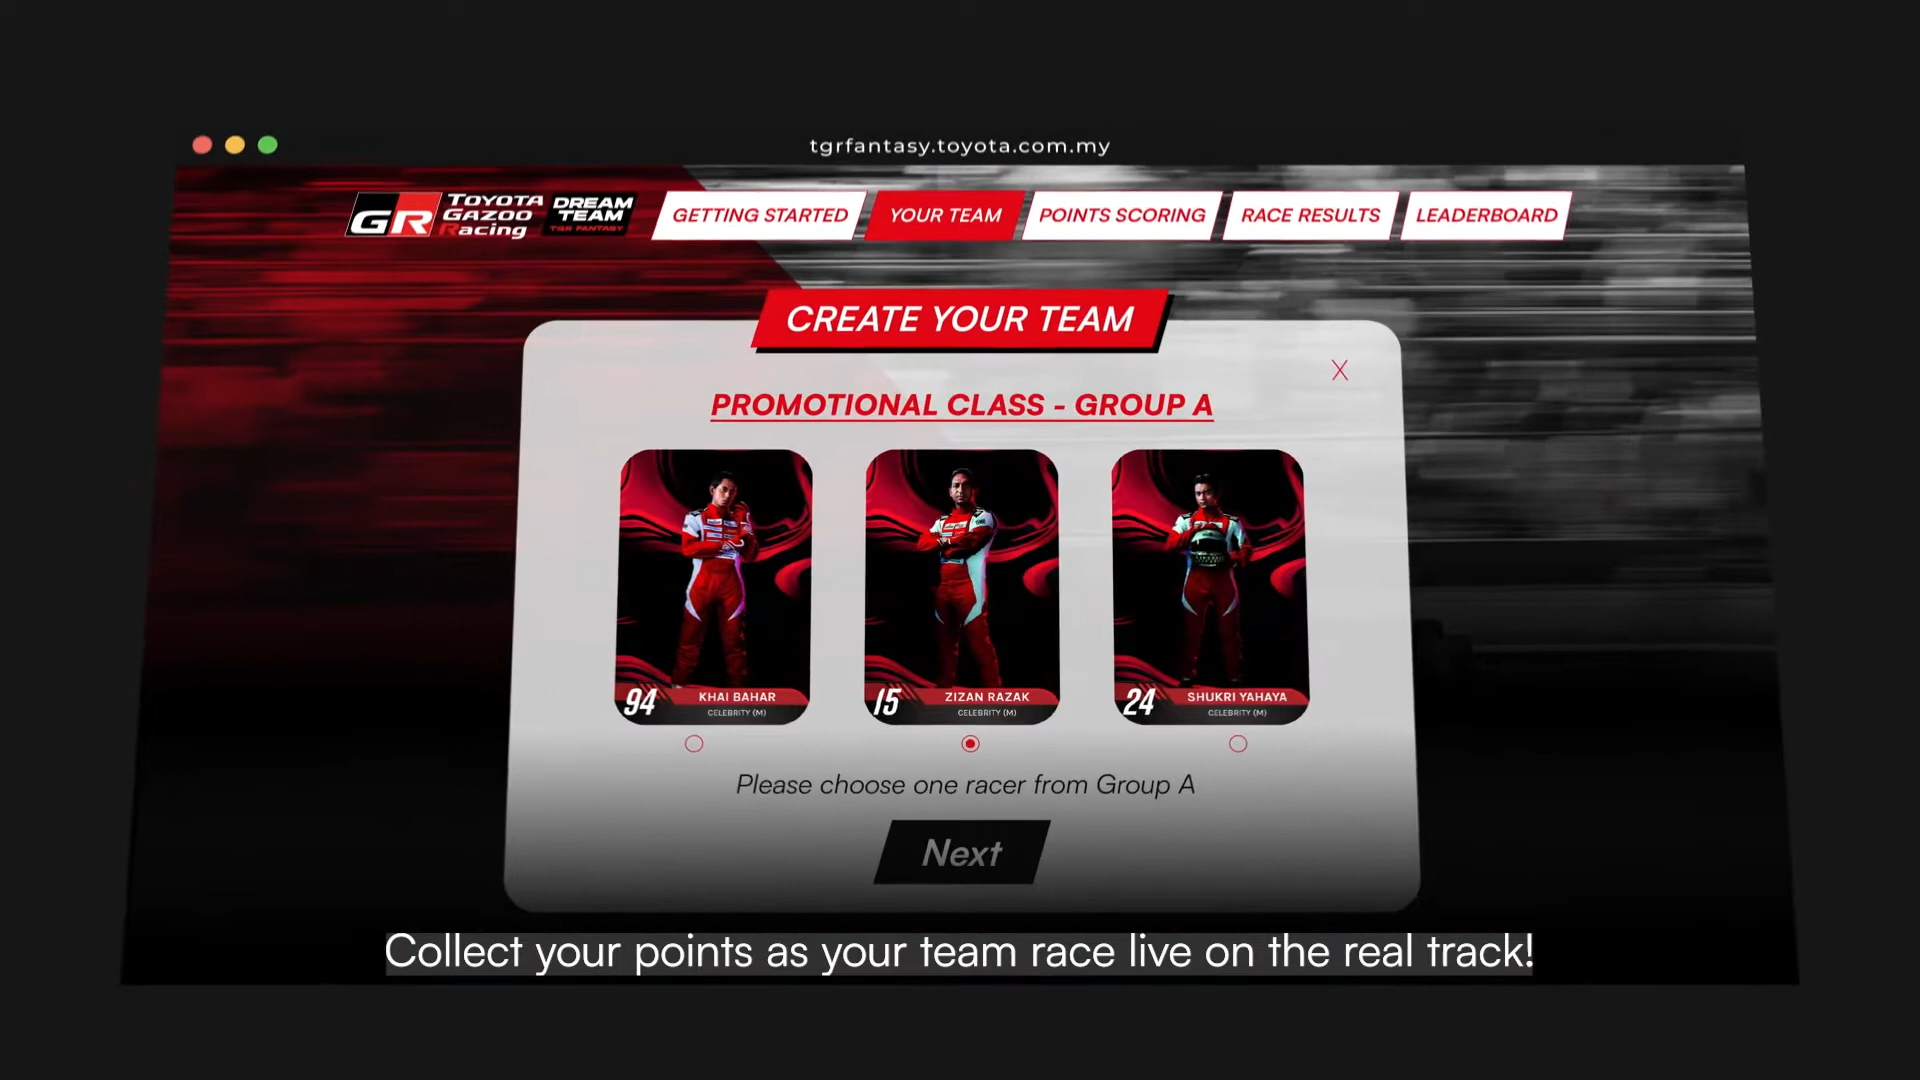 tgrfantasy.toyota.com.my
GR TOYOTA GAZOO Racing
DREAM TEAM
TGR FANTASY
GETTING STARTED
YOUR TEAM
POINTS SCORING
RACE RESULTS
LEADERBOARD
CREATE YOUR TEAM
X
PROMOTIONAL CLASS - GROUP A
94 KHAI BAHAR
CELEBRITY (M)
15 ZIZAN RAZAK
CELEBRITY (M)
24 SHUKRI YAHAYA
CELEBRITY (M)
Please choose one racer from Group A
Next
Collect your points as your team race live on the real track!